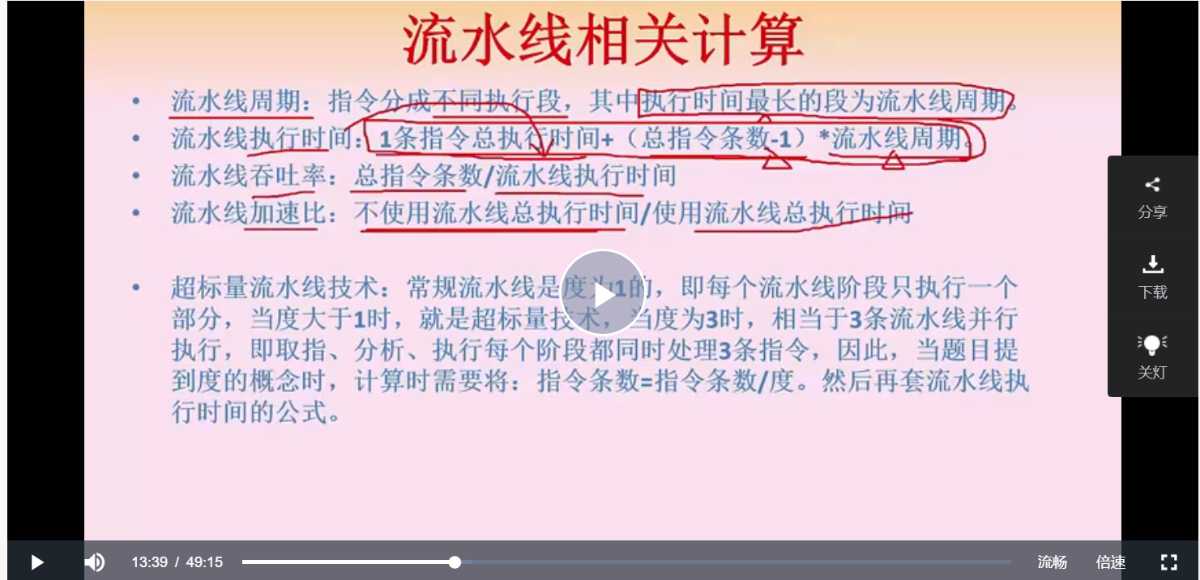 流水线相关计算
• 流水线周期：指令分成不同执行段，其中执行时间最长的段为流水线周期。
• 流水线执行时间：1条指令总执行时间+（总指令条数-1）*流水线周期。
• 流水线吞吐率：总指令条数/流水线执行时间
• 流水线加速比：不使用流水线总执行时间/使用流水线总执行时间
• 超标量流水线技术：常规流水线是度为1的，即每个流水线阶段只执行一个
部分，当度大于1时，就是超标量技术，当度为3时，相当于3条流水线并行
执行，即取指、分析、执行每个阶段都同时处理3条指令，因此，当题目提
到度的概念时，计算时需要将：指令条数=指令条数/度。然后再套流水线执
行时间的公式。
分享
下载
关灯
13:39 / 49:15 流畅 倍速